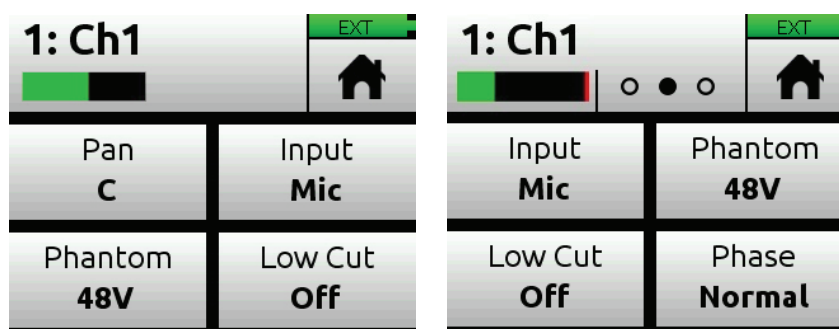 1: Ch1
EXT
Pan
C
Input
Mic
Phantom
48V
Low Cut
Off
1: Ch1
EXT
Input
Mic
Phantom
48V
Low Cut
Off
Phase
Normal